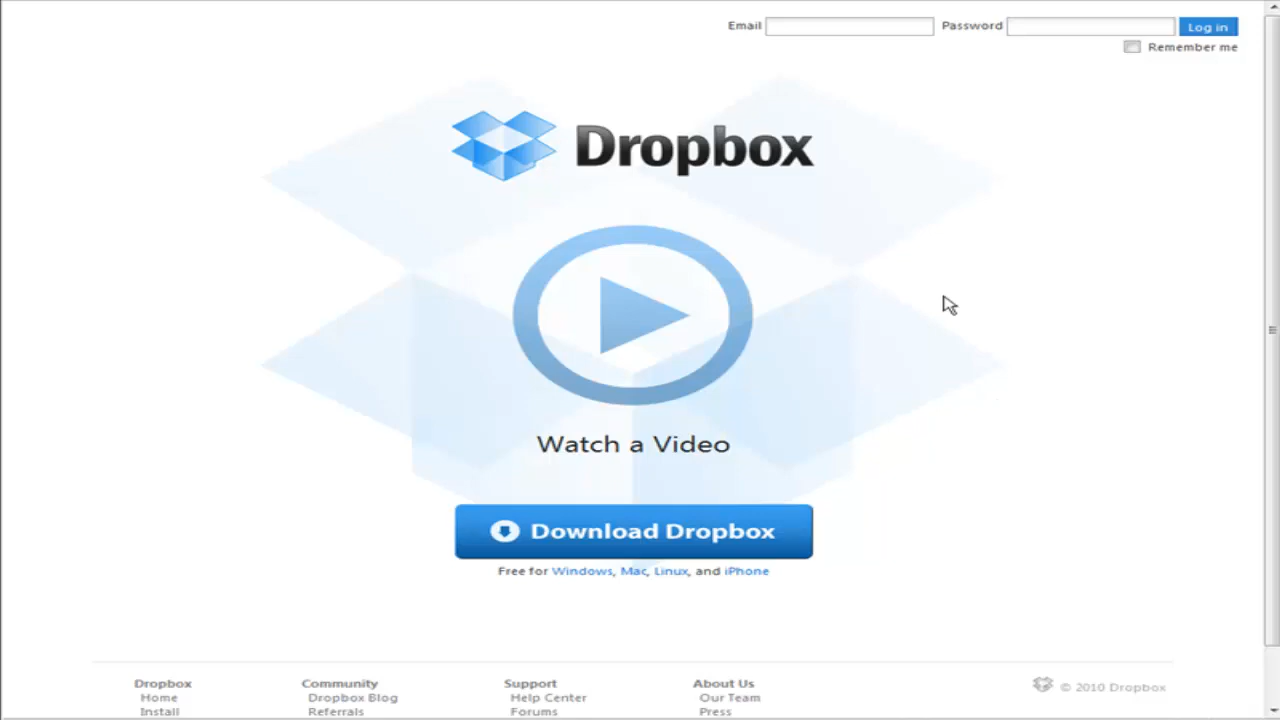 Email Password Log in
Remember me
Dropbox
Watch a Video
Download Dropbox
Free for Windows, Mac, Linux, and iPhone
Dropbox Community Support About Us © 2010 Dropbox
Home Dropbox Blog Help Center Our Team
Install Referrals Forums Press